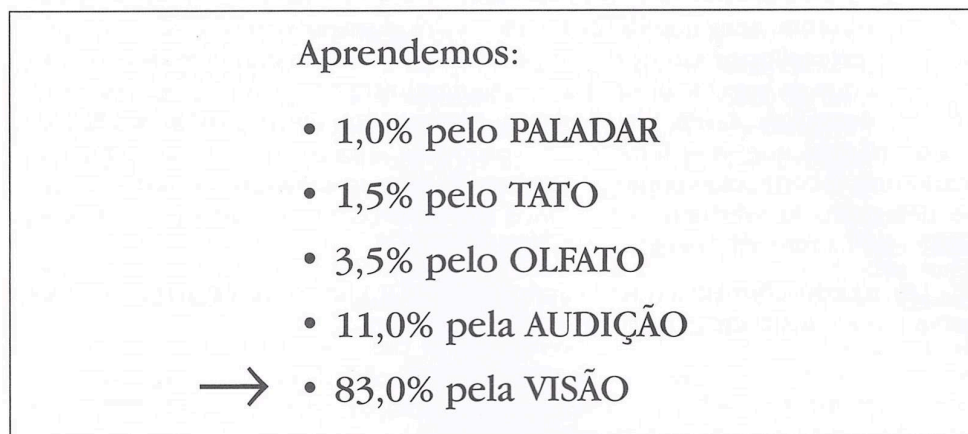 Aprendemos:
• 1,0% pelo PALADAR
• 1,5% pelo TATO
• 3,5% pelo OLFATO
• 11,0% pela AUDIÇÃO
→ • 83,0% pela VISÃO